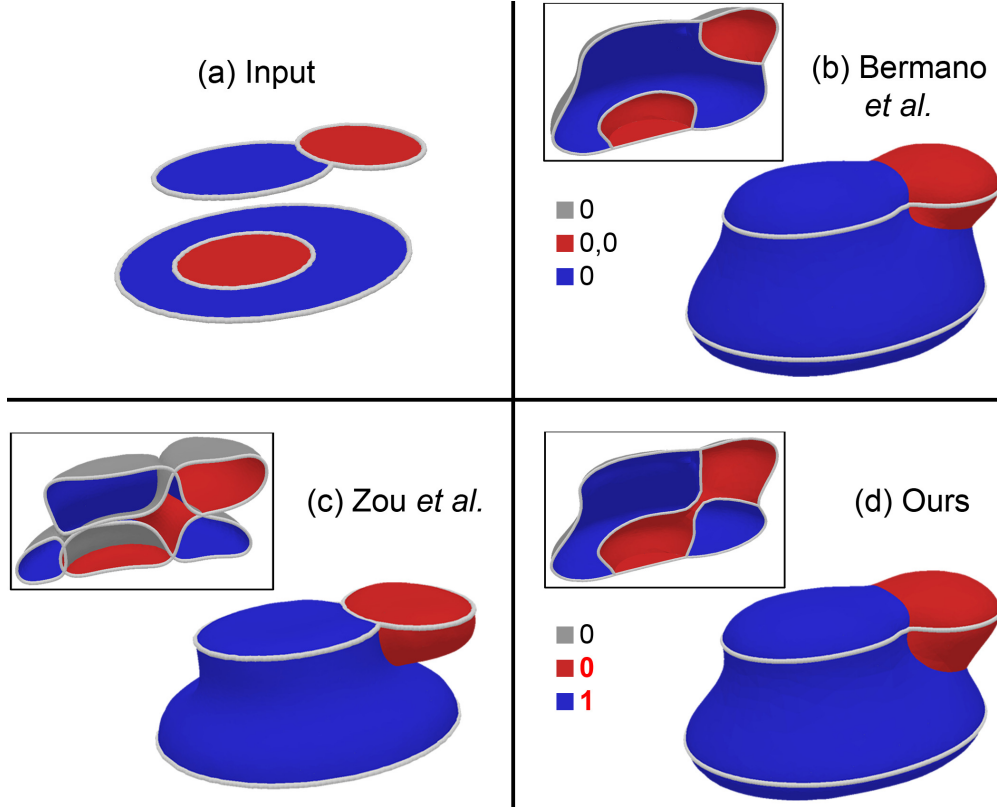 (a) Input
(b) Bermano
et al.
0
0,0
0
(c) Zou et al.
(d) Ours
0
0
1